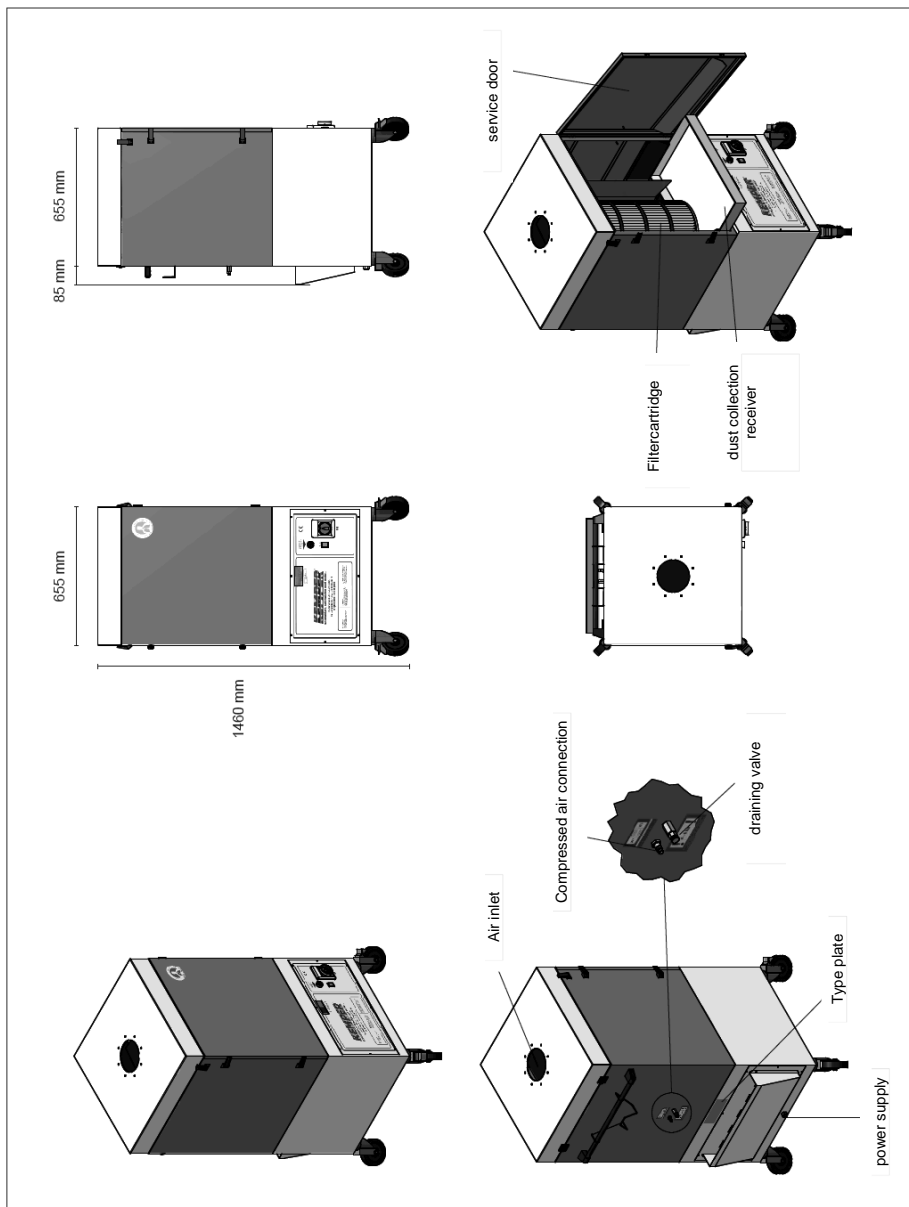 655 mm
85 mm
service door
Filtercartridge
dust collection
receiver
655 mm
1460 mm
KEMPER
Compressed air connection
draining valve
Air inlet
Type plate
power supply